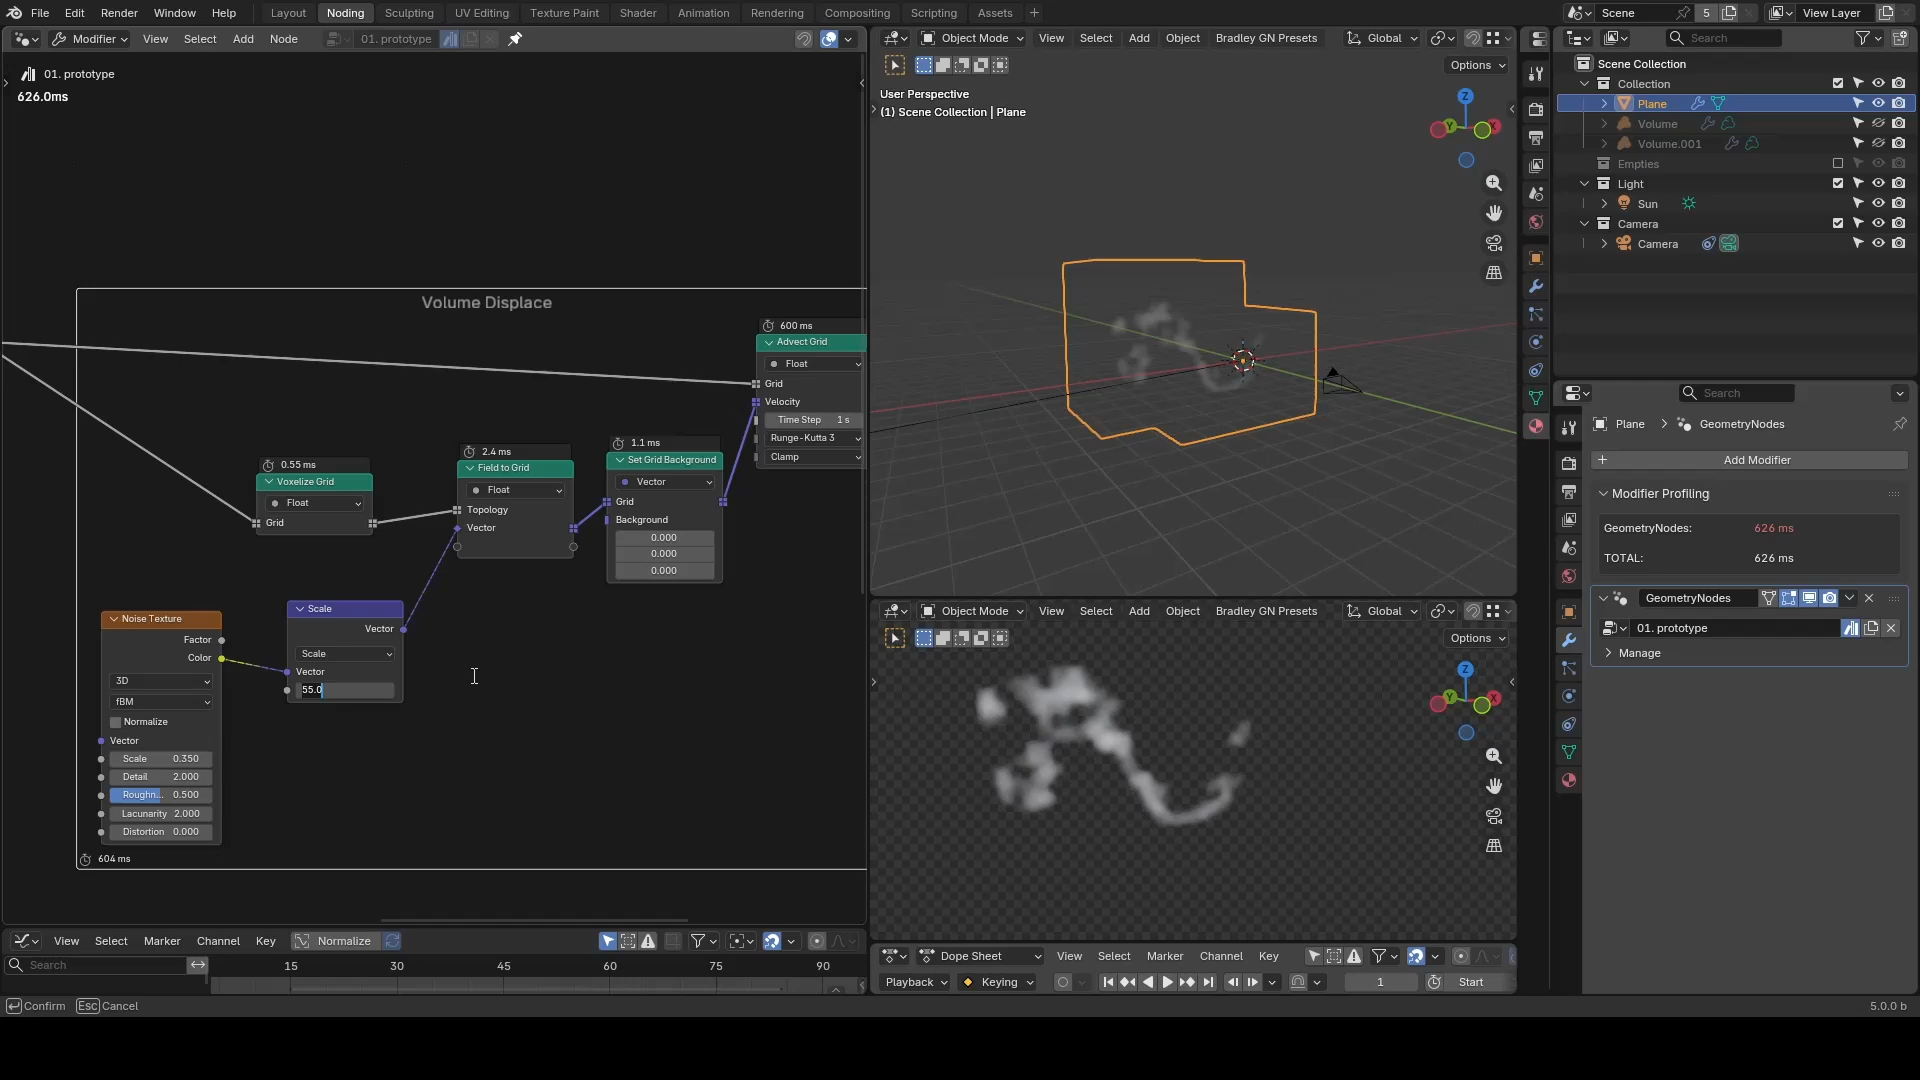 File Edit Render Window Help Layout Noding Sculpting UV Editing Texture Paint Shader Animation Rendering Compositing Scripting Assets + Scene 5 View Layer
Modifier View Select Add Node 01. prototype
Object Mode View Select Add Object Bradley GN Presets Global
Options
01. prototype
626.0ms
User Perspective
(1) Scene Collection | Plane
Z
Y
X
Search
Scene Collection
Collection
Plane
Volume
Volume.001
Empties
Light
Sun
Camera
Camera
Volume Displace
600 ms
Advect Grid
Float
Grid
Velocity
Time Step 1 s
Runge-Kutta 3
Clamp
0.55 ms
Voxelize Grid
Float
Grid
2.4 ms
Field to Grid
Float
Topology
Vector
1.1 ms
Set Grid Background
Vector
Grid
Background
0.000
0.000
0.000
Noise Texture
Factor
Color
3D
fBM
Normalize
Vector
Scale 0.350
Detail 2.000
Roughn... 0.500
Lacunarity 2.000
Distortion 0.000
Scale
Vector
Scale
Vector
55.0
604 ms
Object Mode View Select Add Object Bradley GN Presets Global
Options
Z
Y
X
Search
Plane > GeometryNodes
+ Add Modifier
Modifier Profiling
GeometryNodes: 626 ms
TOTAL: 626 ms
GeometryNodes
01. prototype
Manage
View Select Marker Channel Key Normalize
Search
15 30 45 60 75 90
Dope Sheet View Select Marker Channel Key
Playback Keying 1 Start
Confirm Esc Cancel
5.0.0 b